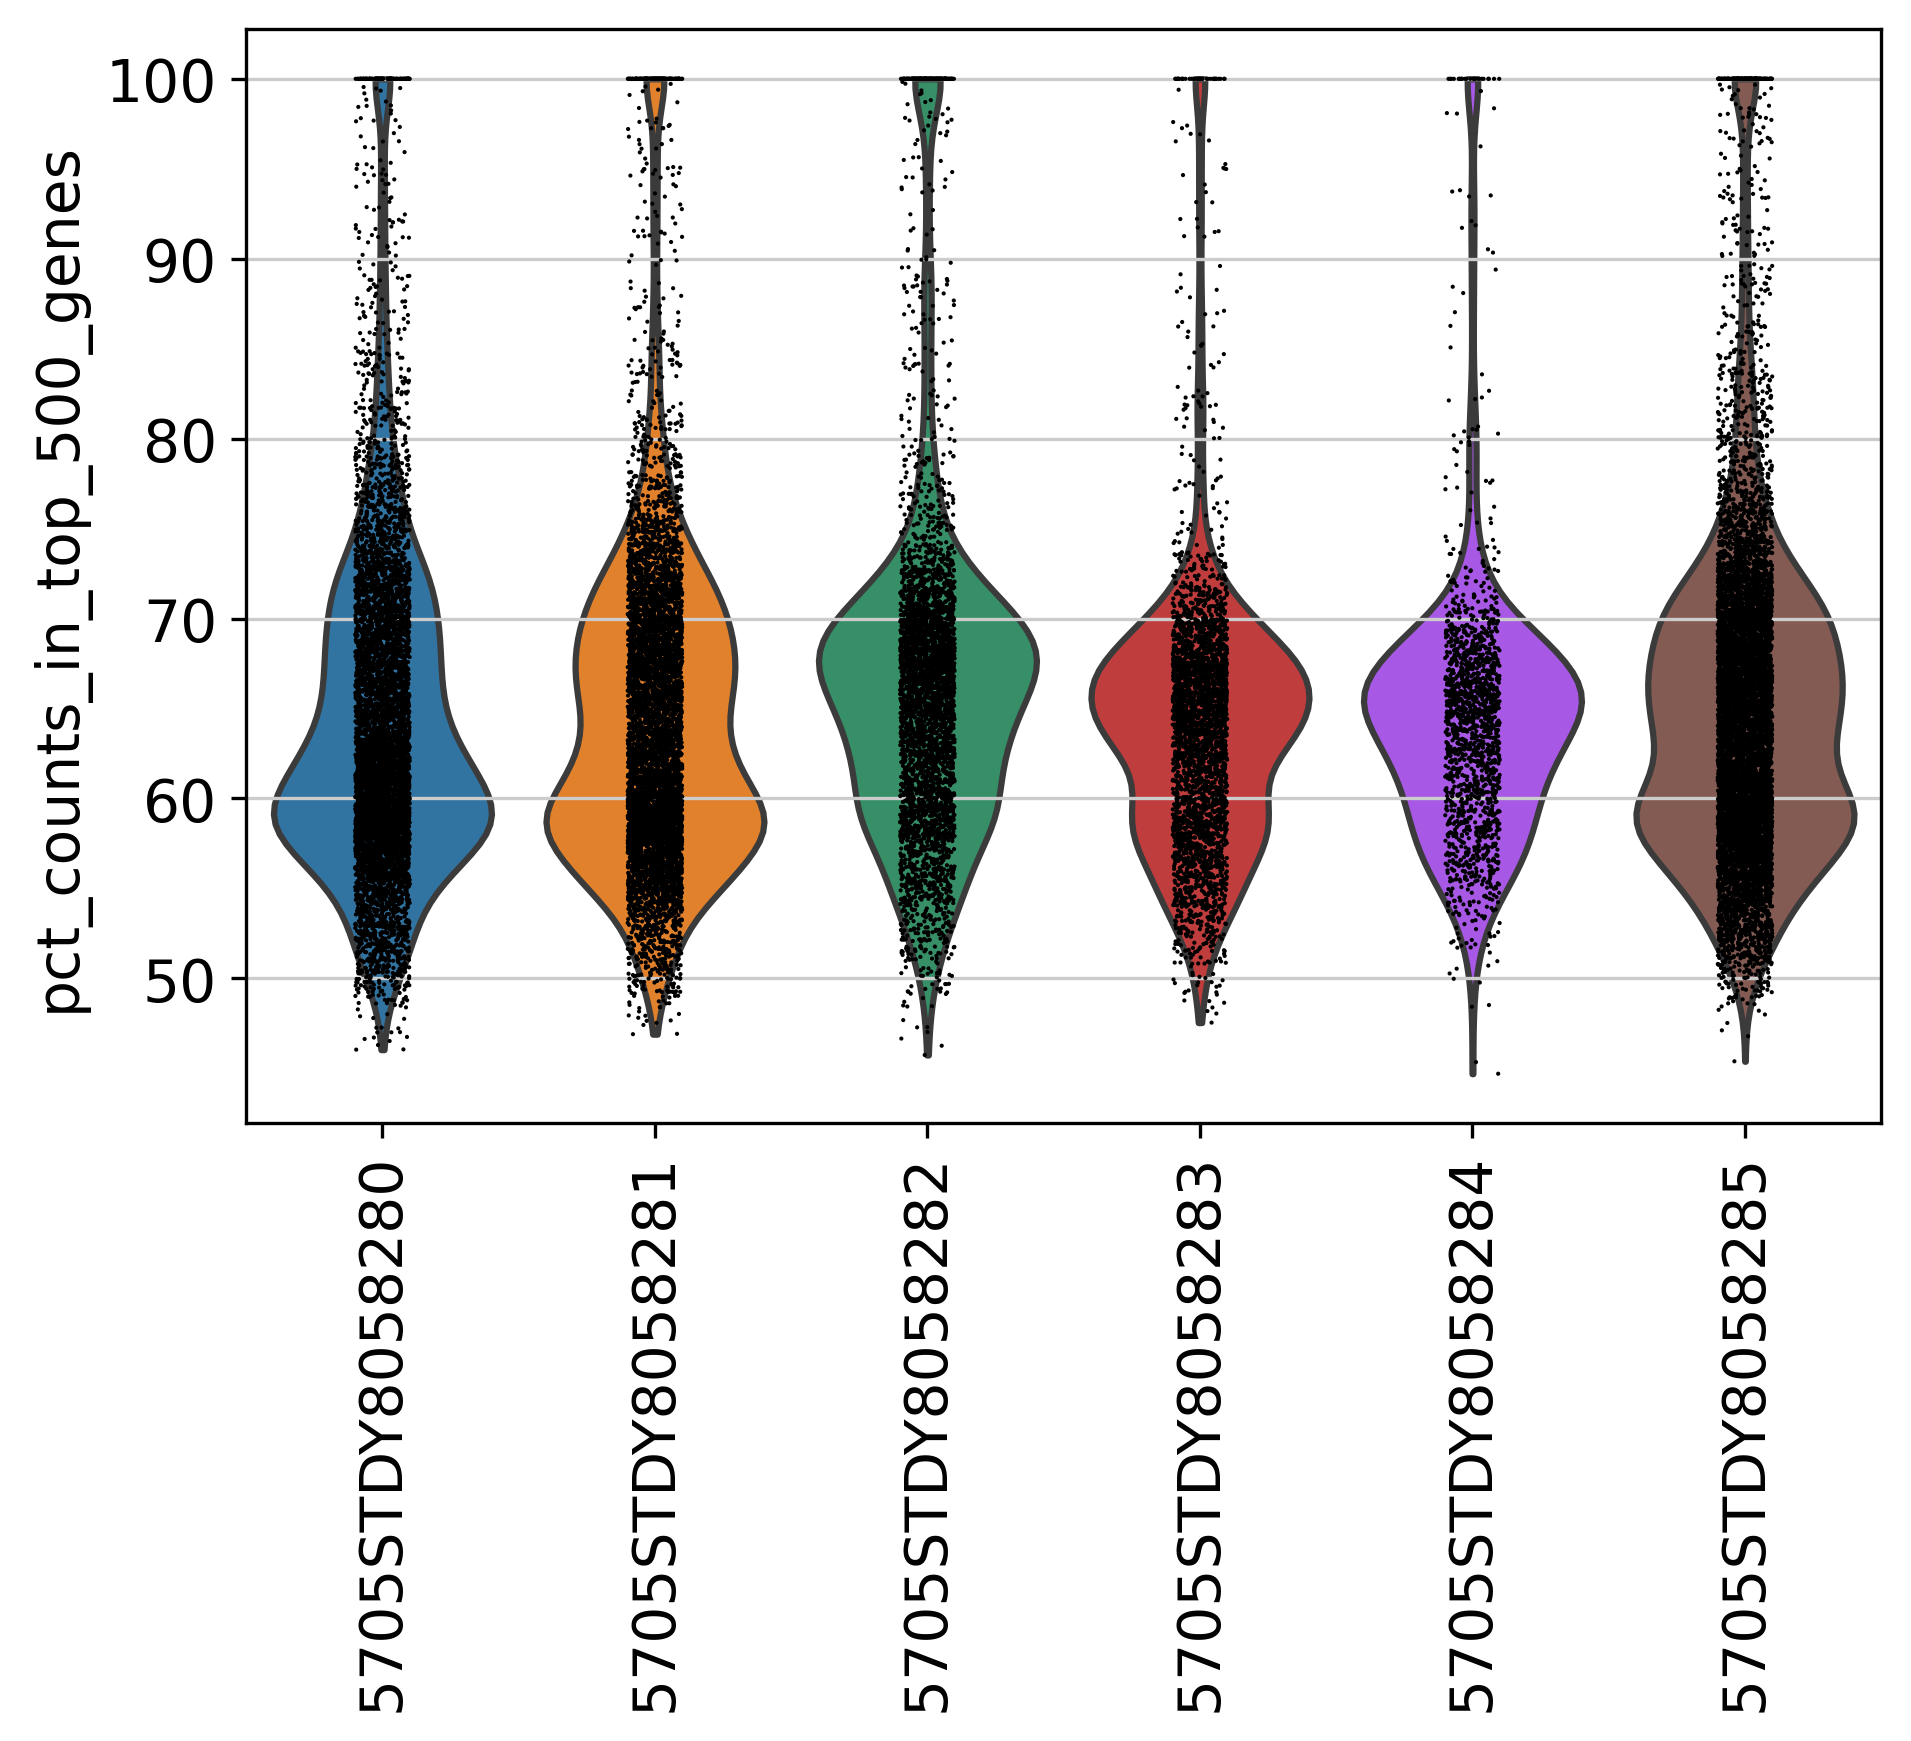 pct_counts_in_top_500_genes
100
90
80
70
60
50
5705STDY8058280
5705STDY8058281
5705STDY8058282
5705STDY8058283
5705STDY8058284
5705STDY8058285